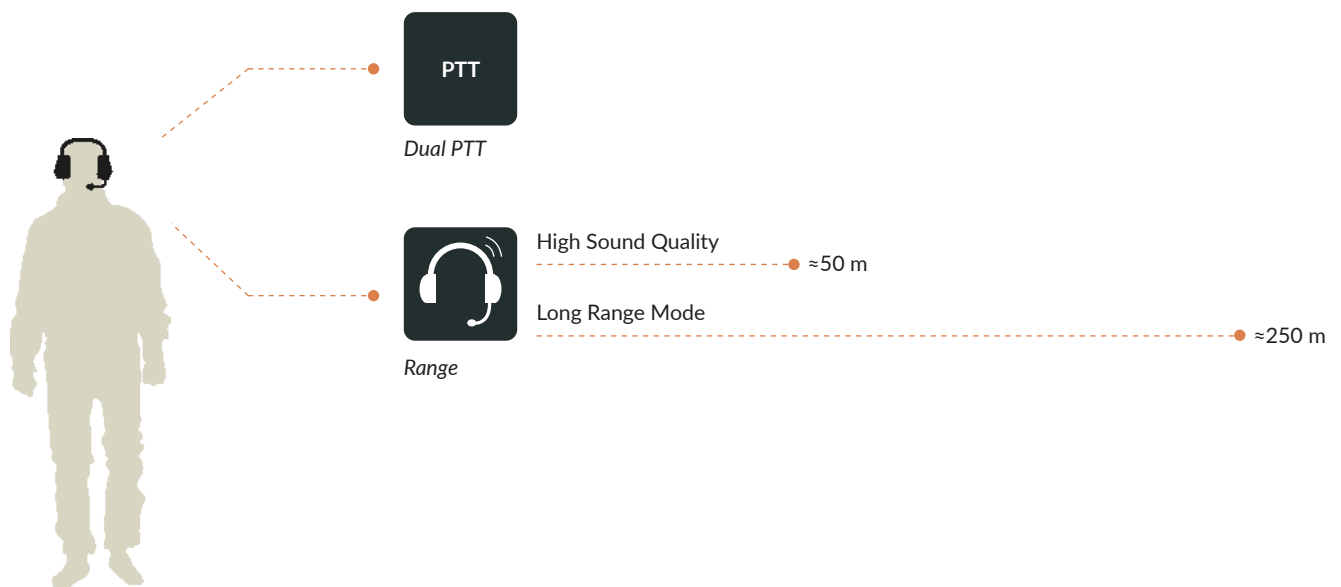 PTT
Dual PTT
High Sound Quality
≈50 m
Long Range Mode
≈250 m
Range